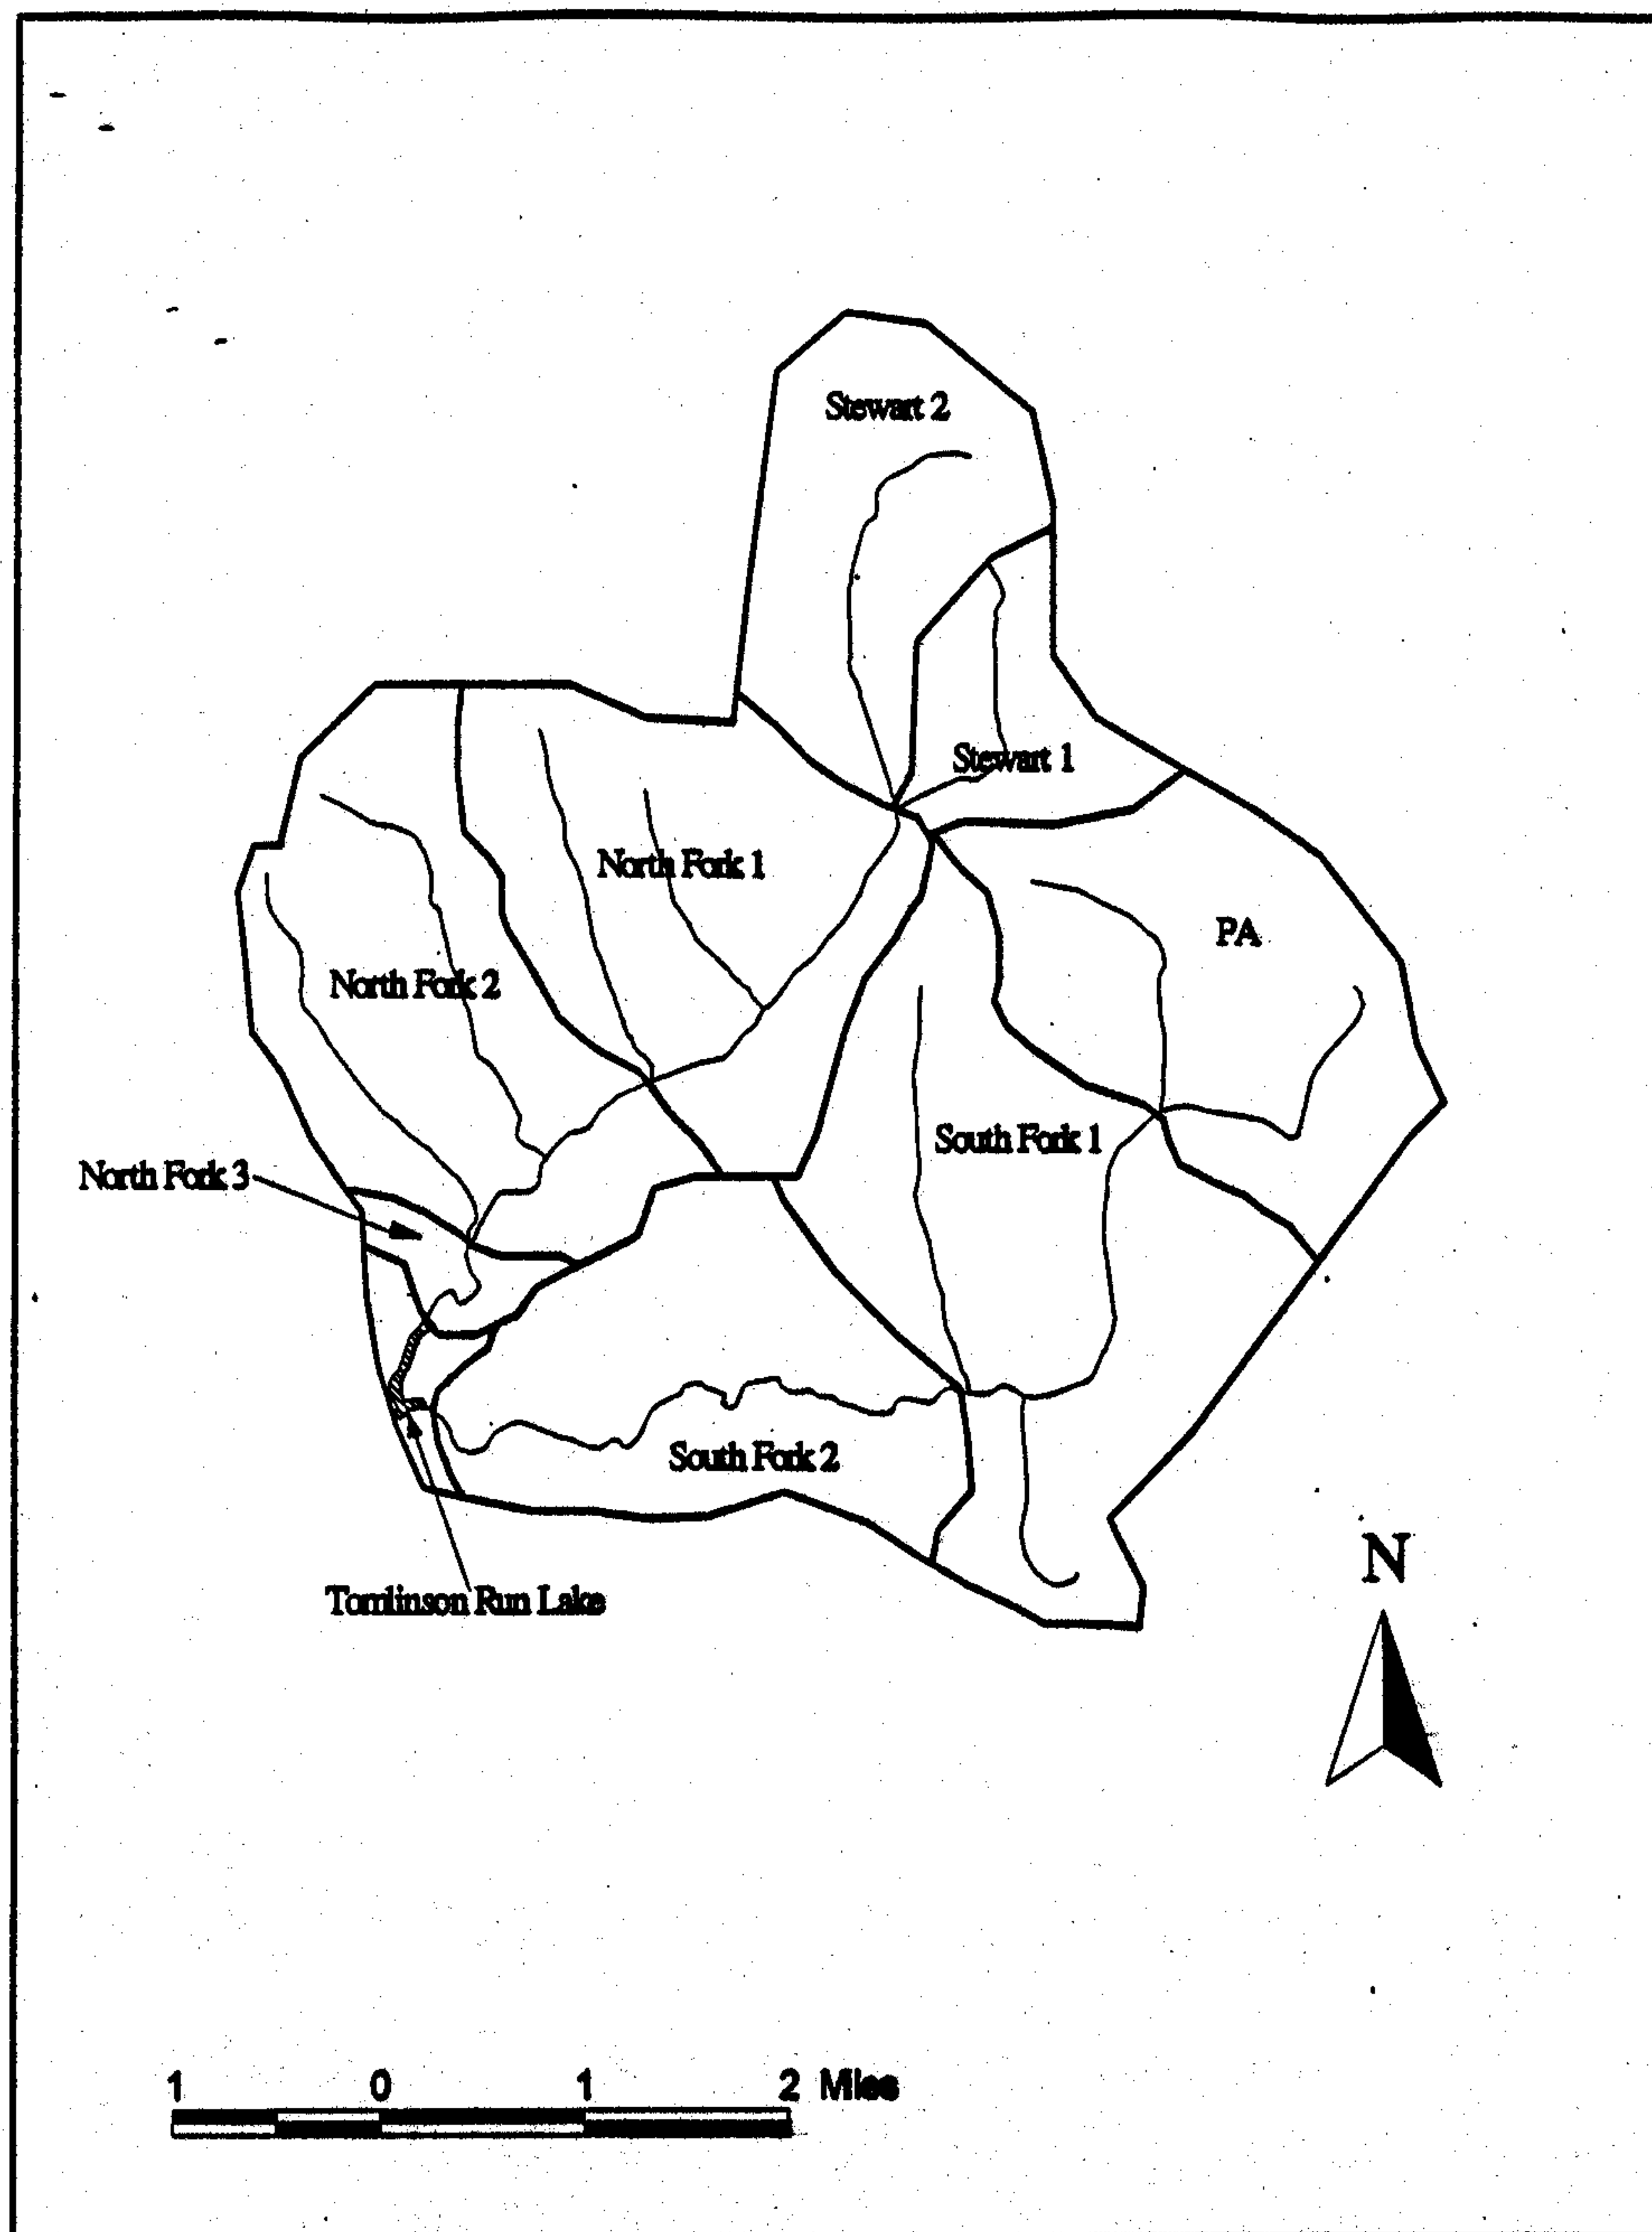 Stewart 2
Stewart 1
North Fork 1
PA
North Fork 2
South Fork 1
North Fork 3
South Fork 2
N
Tomlinson Run Lake
1 0 1 2 Miles